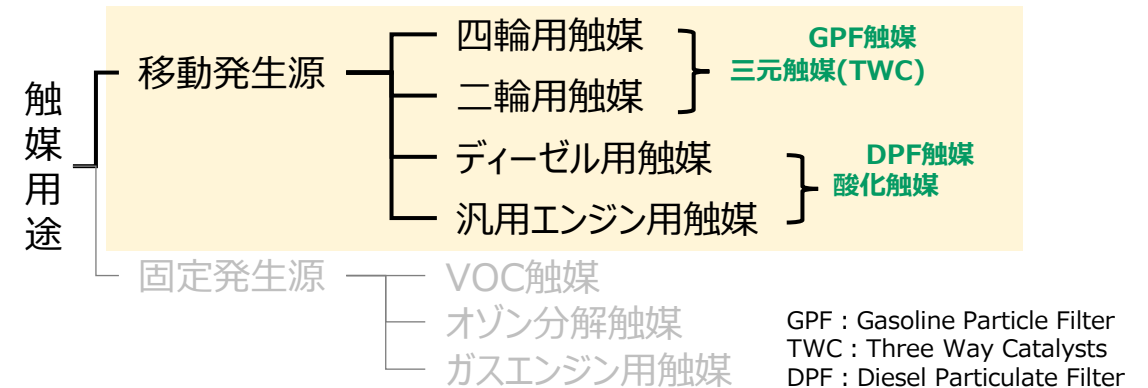 触媒用途
移動発生源
四輪用触媒
二輪用触媒
ディーゼル用触媒
汎用エンジン用触媒
GPF触媒
三元触媒(TWC)
DPF触媒
酸化触媒
固定発生源
VOC触媒
オゾン分解触媒
ガスエンジン用触媒
GPF : Gasoline Particle Filter
TWC : Three Way Catalysts
DPF : Diesel Particulate Filter